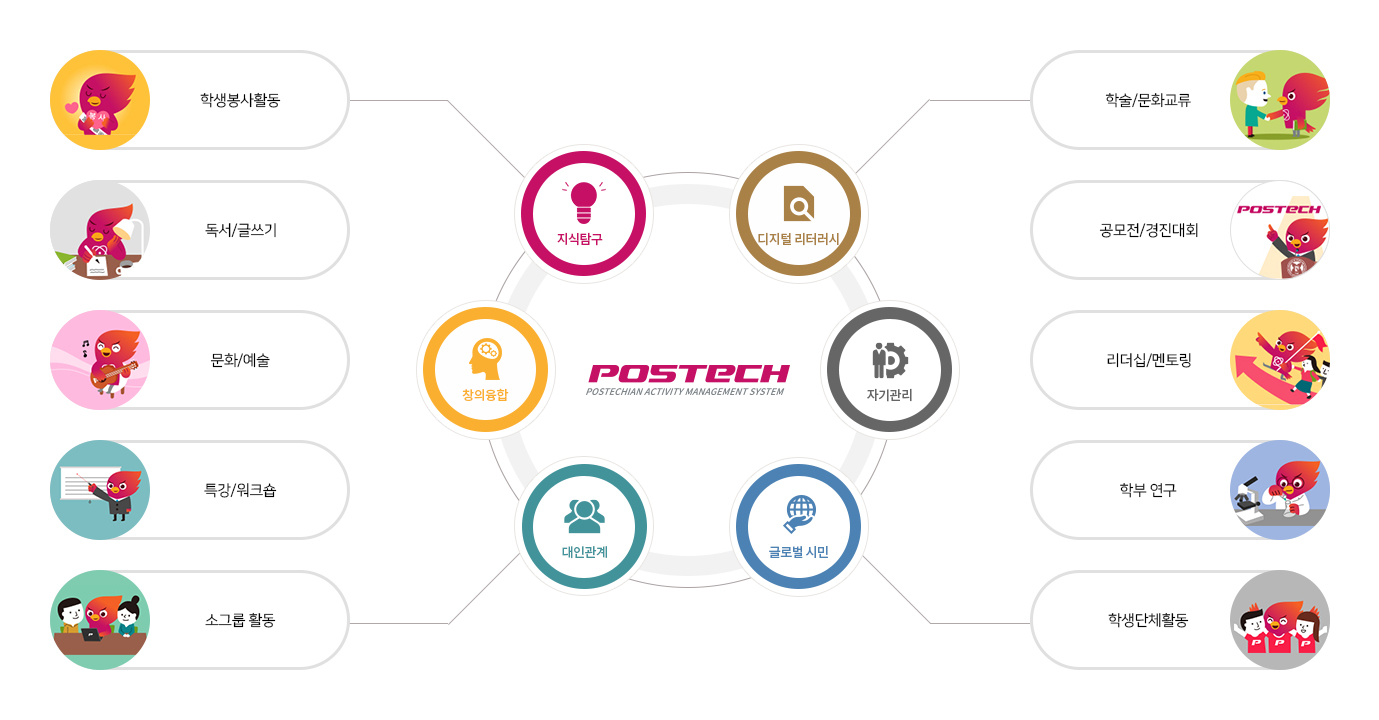 학생봉사활동
독서/글쓰기
문화/예술
특강/워크숍
소그룹 활동
봉사
지식탐구
디지털 리터러시
창의융합
POSTECH
POSTECHIAN ACTIVITY MANAGEMENT SYSTEM
자기관리
대인관계
글로벌 시민
학술/문화교류
공모전/경진대회
POSTECH
리더십/멘토링
학부 연구
학생단체활동
P P P